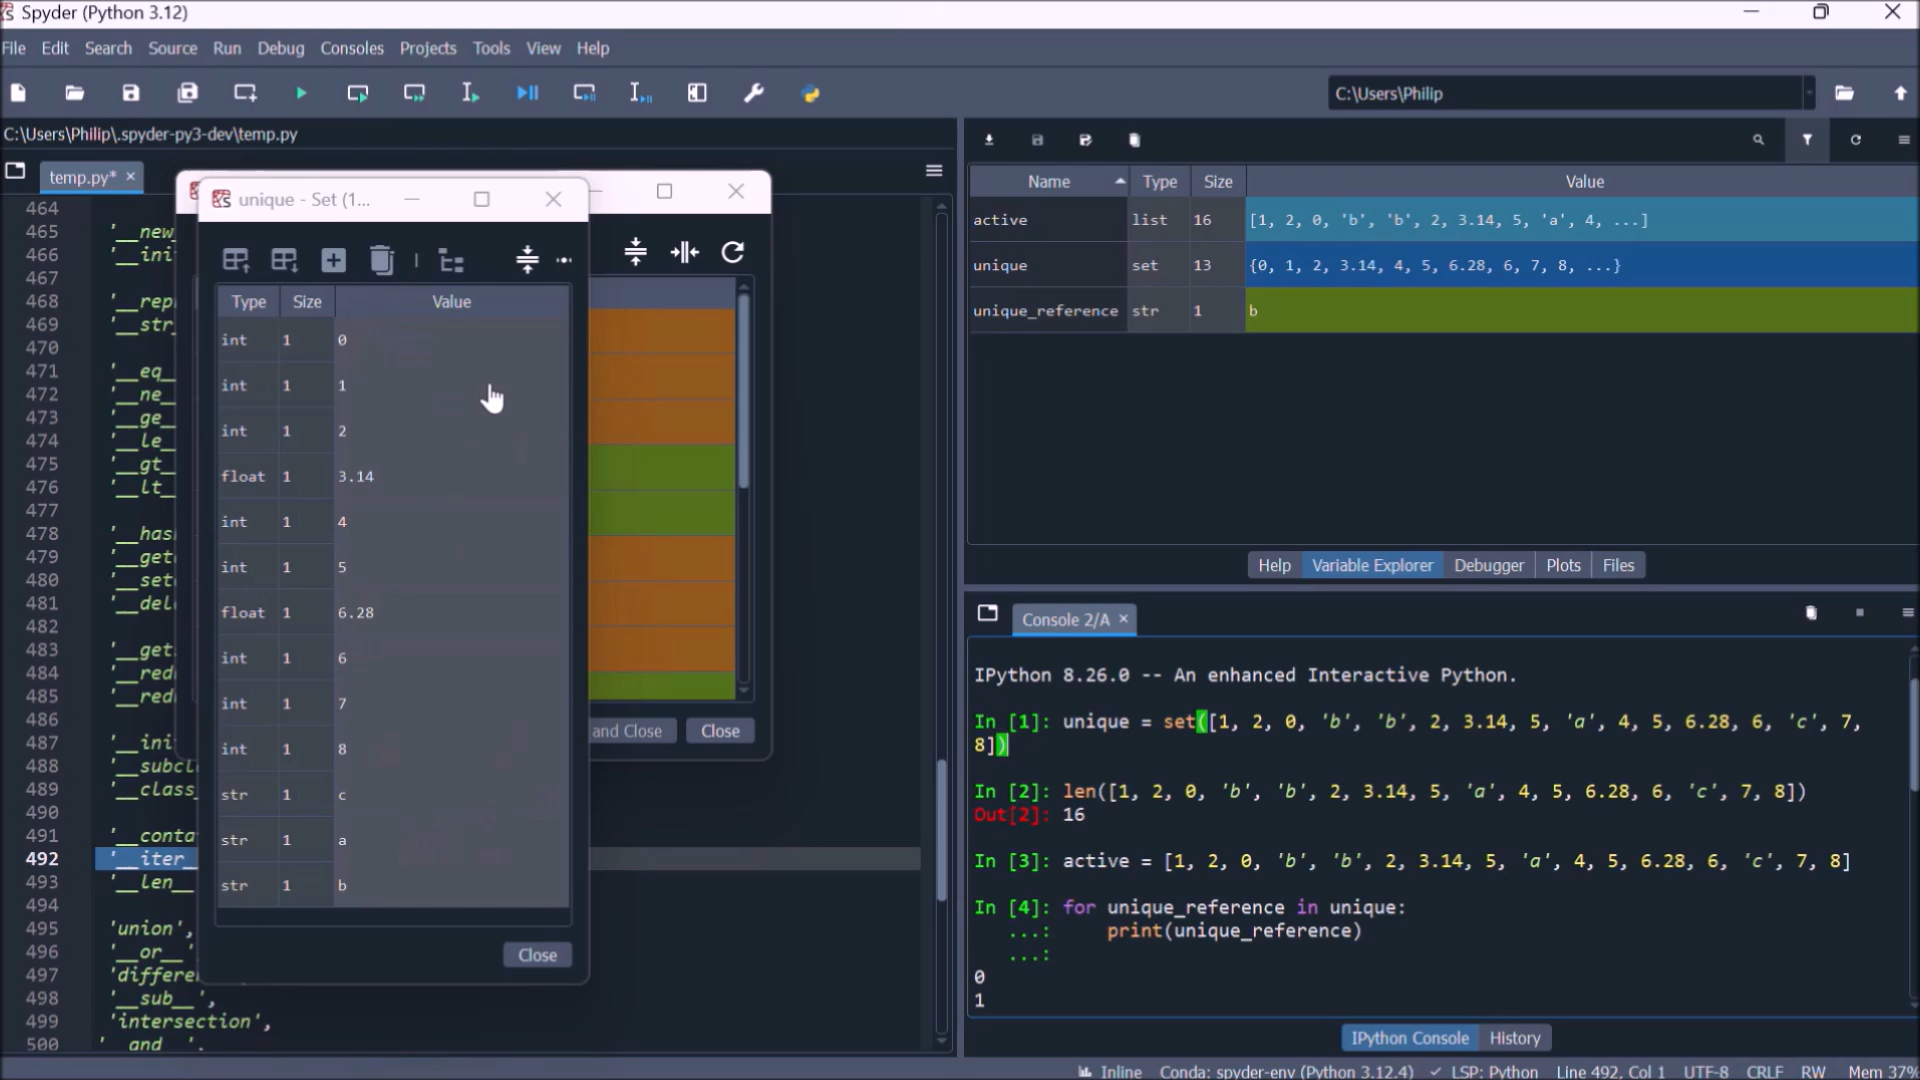 Spyder (Python 3.12)
File Edit Search Source Run Debug Consoles Projects Tools View Help
C:\Users\Philip
C:\Users\Philip\.spyder-py3-dev\temp.py
temp.py*
464
465 '__new_
466 '__ini
467
468 '__rep
469 '__str_
470
471 '__eq__
472 '__ne_
473 '__ge_
474 '__le_
475 '__gt_
476 '__lt_
477
478 '__has
479 '__get
480 '__set
481 '__del
482
483 '__get
484 '__red
485 '__red
486
487 '__ini
488 '__subcl
489 '__class_
490
491 '__conta
492 '__iter_
493 '__len__
494
495 'union',
496 '__or__'
497 'differe
498 '__sub__',
499 'intersection',
500 '__and__',
unique - Set (1...
Type Size Value
int 1 0
int 1 1
int 1 2
float 1 3.14
int 1 4
int 1 5
float 1 6.28
int 1 6
int 1 7
int 1 8
str 1 c
str 1 a
str 1 b
Close
and Close Close
Name Type Size Value
active list 16 [1, 2, 0, 'b', 'b', 2, 3.14, 5, 'a', 4, ...]
unique set 13 {0, 1, 2, 3.14, 4, 5, 6.28, 6, 7, 8, ...}
unique_reference str 1 b
Help Variable Explorer Debugger Plots Files
Console 2/A
IPython 8.26.0 -- An enhanced Interactive Python.
In [1]: unique = set([1, 2, 0, 'b', 'b', 2, 3.14, 5, 'a', 4, 5, 6.28, 6, 'c', 7,
8])
In [2]: len([1, 2, 0, 'b', 'b', 2, 3.14, 5, 'a', 4, 5, 6.28, 6, 'c', 7, 8])
Out[2]: 16
In [3]: active = [1, 2, 0, 'b', 'b', 2, 3.14, 5, 'a', 4, 5, 6.28, 6, 'c', 7, 8]
In [4]: for unique_reference in unique:
...: print(unique_reference)
...:
0
1
IPython Console History
Inline Conda: spyder-env (Python 3.12.4) ✓ LSP: Python Line 492, Col 1 UTF-8 CRLF RW Mem 37%